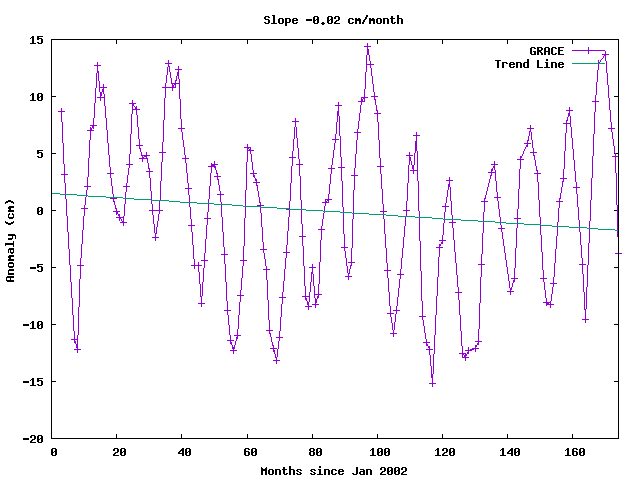 Slope -0.02 cm/month
GRACE
Trend Line
15
10
5
0
-5
-10
-15
-20
Anomaly (cm)
0 20 40 60 80 100 120 140 160
Months since Jan 2002